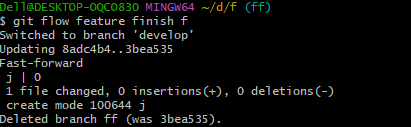 Dell@DESKTOP-OQCO830 MINGW64 ~/d/f (ff)
$ git flow feature finish f
Switched to branch 'develop'
Updating 8adc4b4..3bea535
Fast-forward
 j | 0
 1 file changed, 0 insertions(+), 0 deletions(-)
 create mode 100644 j
Deleted branch ff (was 3bea535).